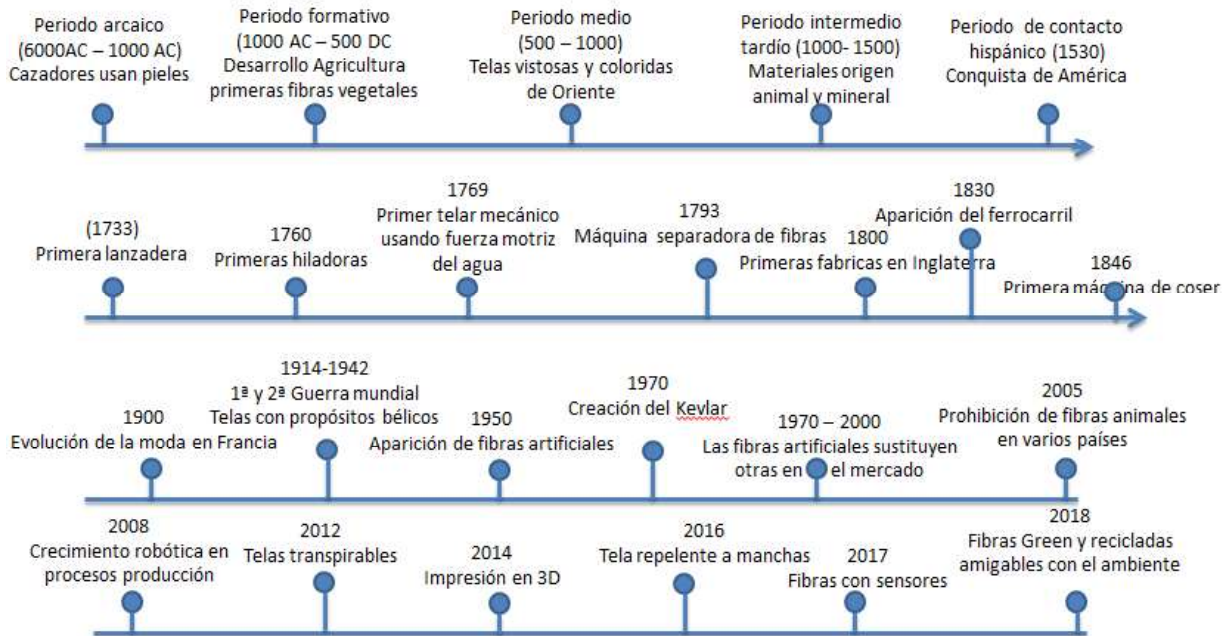 Periodo arcaico
(6000AC – 1000 AC)
Cazadores usan pieles
Periodo formativo
(1000 AC – 500 DC
Desarrollo Agricultura
primeras fibras vegetales
Periodo medio
(500 – 1000)
Telas vistosas y coloridas
de Oriente
Periodo intermedio
tardío (1000- 1500)
Materiales origen
animal y mineral
Periodo de contacto
hispánico (1530)
Conquista de América
(1733)
Primera lanzadera
1760
Primeras hiladoras
1769
Primer telar mecánico
usando fuerza motriz
del agua
1793
Máquina separadora de fibras
1800
Primeras fabricas en Inglaterra
1830
Aparición del ferrocarril
1846
Primera máquina de coser
1900
Evolución de la moda en Francia
1914-1942
1ª y 2ª Guerra mundial
Telas con propósitos bélicos
1950
Aparición de fibras artificiales
1970
Creación del Kevlar
1970 – 2000
Las fibras artificiales sustituyen
otras en el mercado
2005
Prohibición de fibras animales
en varios países
2008
Crecimiento robótica en
procesos producción
2012
Telas transpirables
2014
Impresión en 3D
2016
Tela repelente a manchas
2017
Fibras con sensores
2018
Fibras Green y recicladas
amigables con el ambiente